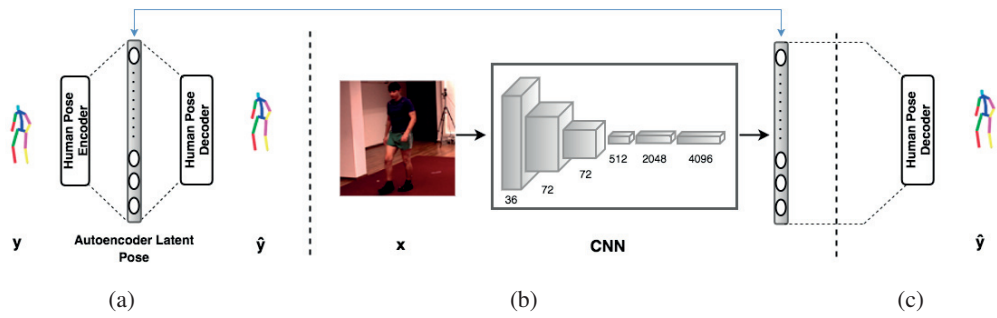 Human Pose
Encoder
Human Pose
Decoder
y
Autoencoder Latent
Pose
ŷ
36
72
72
512
2048
4096
x
CNN
Human Pose
Decoder
ŷ
(a)
(b)
(c)